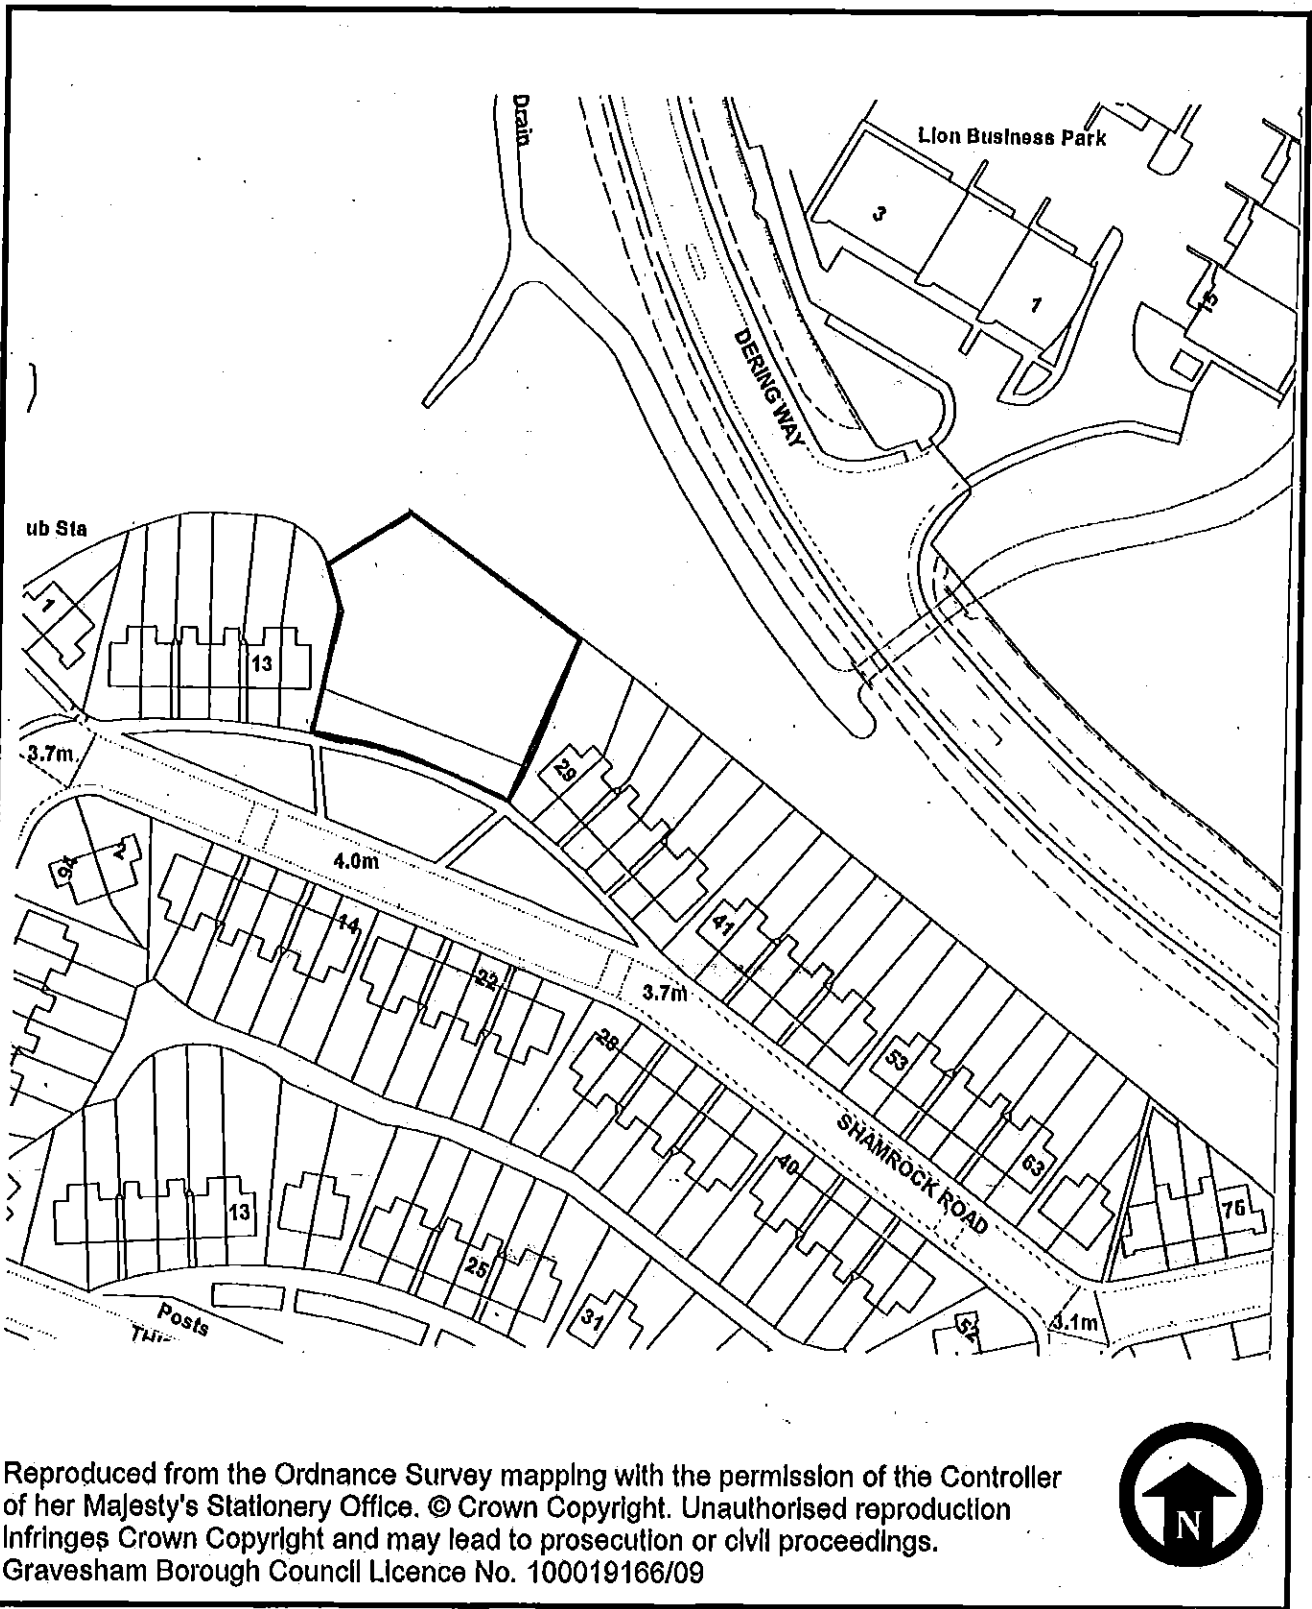 Drain
Lion Business Park
3
1
15
DERING WAY
ub Sta
1
13
29
3.7m
4.0m
94
2
14
22
41
3.7m
28
53
SHAMROCK ROAD
63
40
76
13
25
31
52
3.1m
Posts
Reproduced from the Ordnance Survey mapping with the permission of the Controller
of her Majesty's Stationery Office. © Crown Copyright. Unauthorised reproduction
infringes Crown Copyright and may lead to prosecution or civil proceedings.
Gravesham Borough Council Licence No. 100019166/09
N